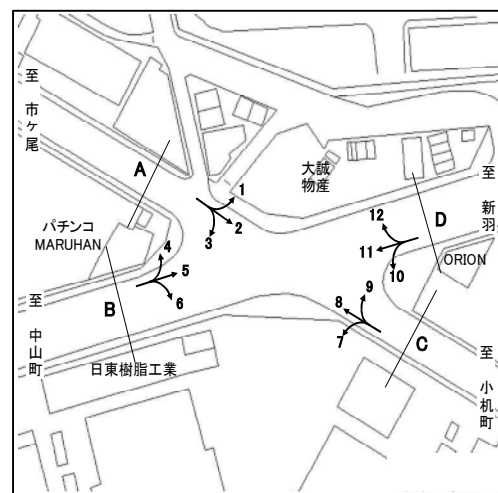 至市ヶ尾
A
パチンコ
MARUHAN
至中山町
B
日東樹脂工業
大誠
物産
至新羽
D
ORION
C
至小机町
1
2
3
4
5
6
7
8
9
10
11
12